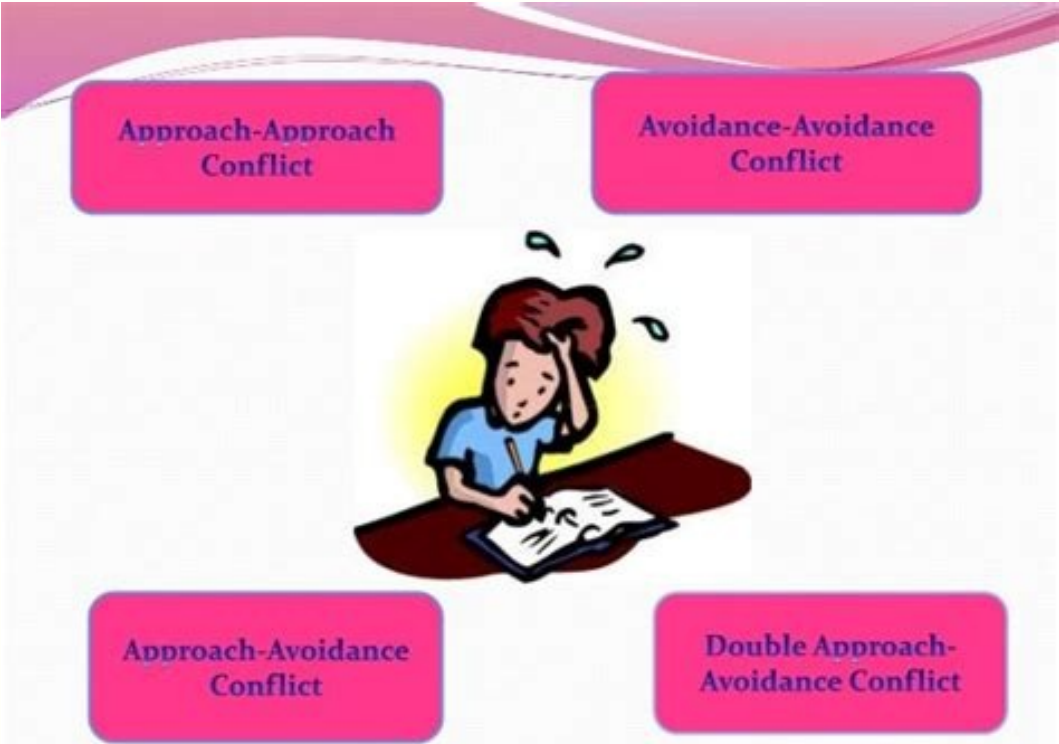 Approach-Approach
Conflict
Avoidance-Avoidance
Conflict
Approach-Avoidance
Conflict
Double Approach-
Avoidance Conflict